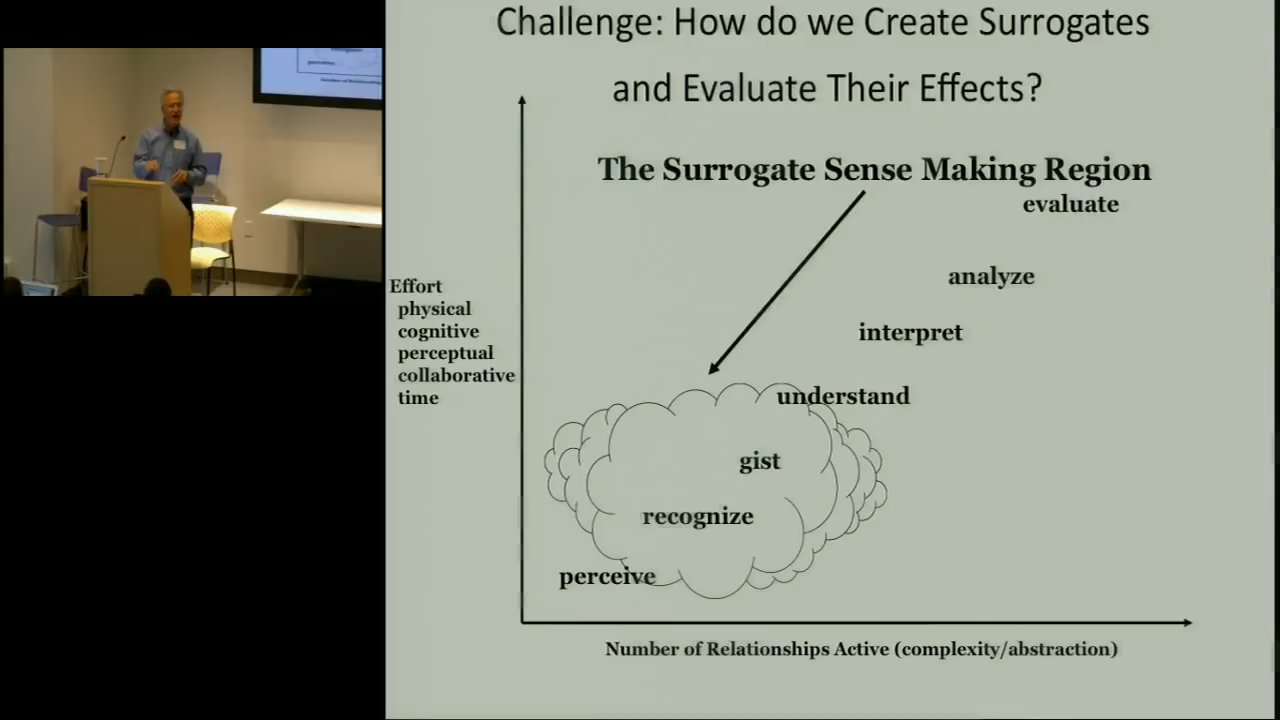 Challenge: How do we Create Surrogates
and Evaluate Their Effects?
The Surrogate Sense Making Region
evaluate
analyze
Effort
physical
cognitive
perceptual
collaborative
time
interpret
understand
gist
recognize
perceive
Number of Relationships Active (complexity/abstraction)